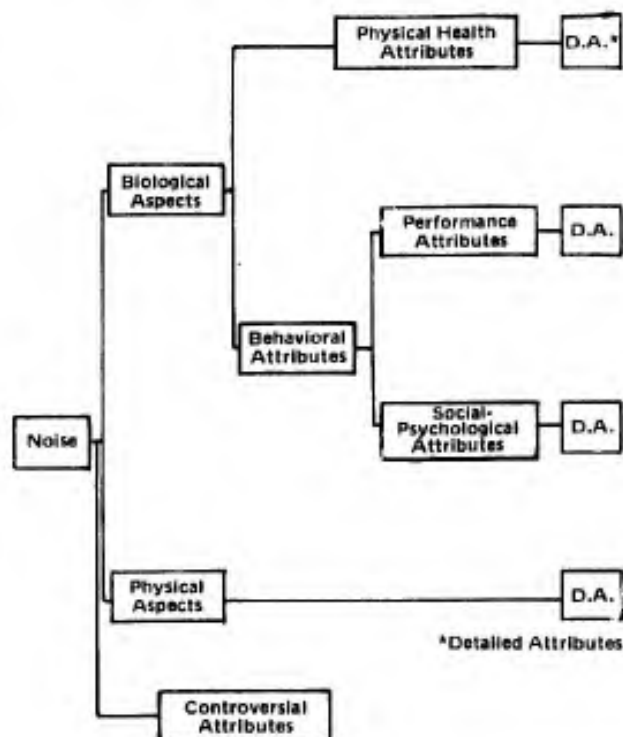 Physical Health
Attributes
D.A.*
Biological
Aspects
Performance
Attributes
D.A.
Behavioral
Attributes
Social-
Psychological
Attributes
D.A.
Noise
Physical
Aspects
D.A.
*Detailed Attributes
Controversial
Attributes